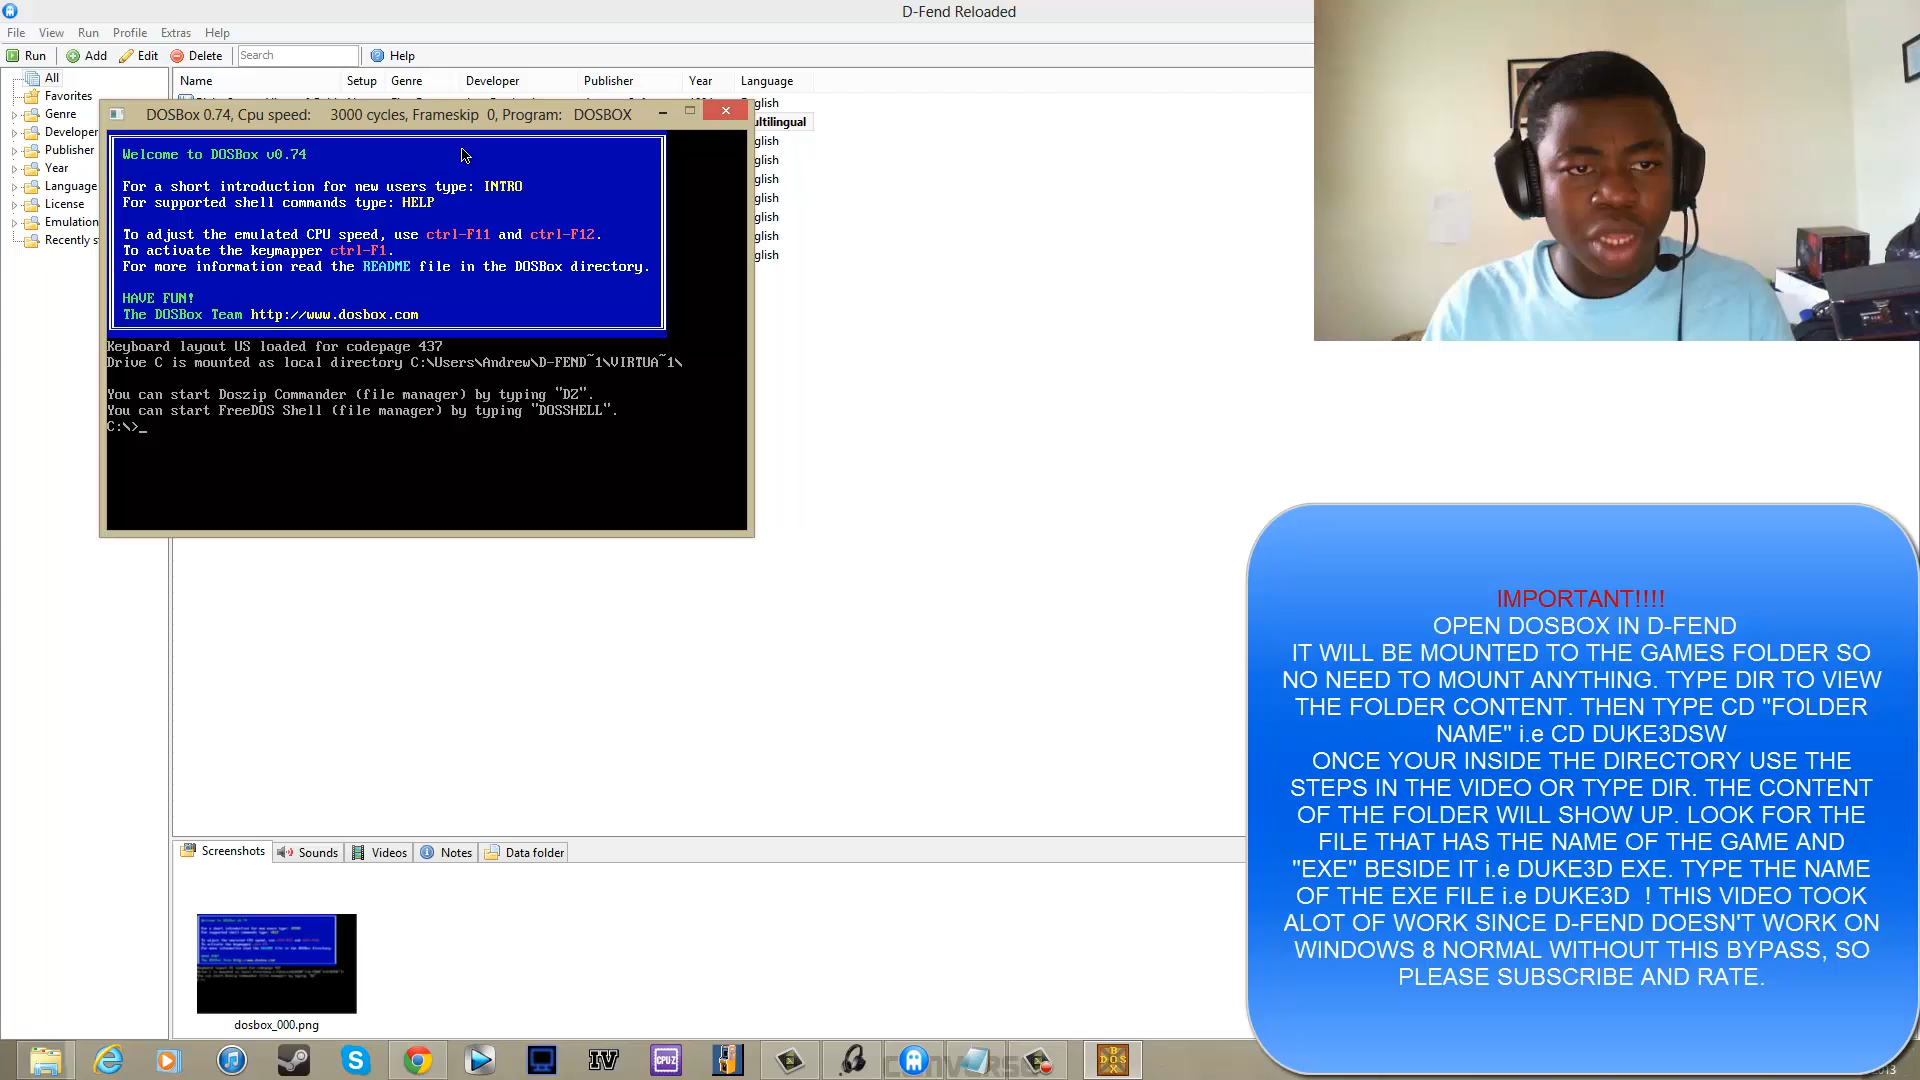 D-Fend Reloaded
File View Run Profile Extras Help
Run Add Edit Delete Search Help
Name Setup Genre Developer Publisher Year Language
All
Favorites
Genre
Developer
Publisher
Year
Language
License
Emulation
Recently s
glish
ultilingual
glish
glish
glish
glish
glish
glish
glish
DOSBox 0.74, Cpu speed: 3000 cycles, Frameskip 0, Program: DOSBOX
Welcome to DOSBox v0.74
For a short introduction for new users type: INTRO
For supported shell commands type: HELP
To adjust the emulated CPU speed, use ctrl-F11 and ctrl-F12.
To activate the keymapper ctrl-F1.
For more information read the README file in the DOSBox directory.
HAVE FUN!
The DOSBox Team http://www.dosbox.com
Keyboard layout US loaded for codepage 437
Drive C is mounted as local directory C:\Users\Andrew\D-FEND~1\VIRTUA~1\
You can start Doszip Commander (file manager) by typing "DZ".
You can start FreeDOS Shell (file manager) by typing "DOSSHELL".
C:\>_
IMPORTANT!!!!
OPEN DOSBOX IN D-FEND
IT WILL BE MOUNTED TO THE GAMES FOLDER SO
NO NEED TO MOUNT ANYTHING. TYPE DIR TO VIEW
THE FOLDER CONTENT. THEN TYPE CD "FOLDER
NAME" i.e CD DUKE3DSW
ONCE YOUR INSIDE THE DIRECTORY USE THE
STEPS IN THE VIDEO OR TYPE DIR. THE CONTENT
OF THE FOLDER WILL SHOW UP. LOOK FOR THE
FILE THAT HAS THE NAME OF THE GAME AND
"EXE" BESIDE IT i.e DUKE3D EXE. TYPE THE NAME
OF THE EXE FILE i.e DUKE3D ! THIS VIDEO TOOK
ALOT OF WORK SINCE D-FEND DOESN'T WORK ON
WINDOWS 8 NORMAL WITHOUT THIS BYPASS, SO
PLEASE SUBSCRIBE AND RATE.
Screenshots Sounds Videos Notes Data folder
dosbox_000.png
IV
CPUZ
DOS